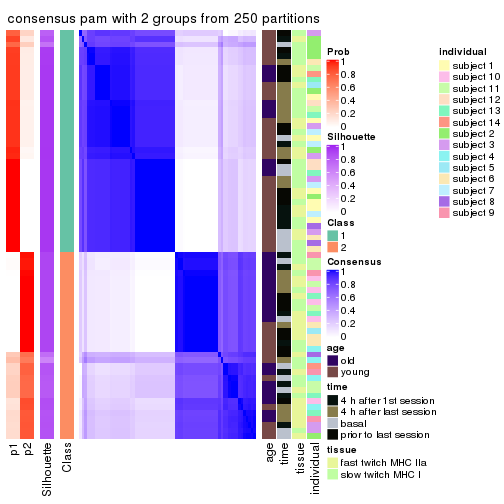 consensus pam with 2 groups from 250 partitions
Prob
1
0.8
0.6
0.4
0.2
0
Silhouette
1
0.8
0.6
0.4
0.2
0
Class
1
2
Consensus
1
0.8
0.6
0.4
0.2
0
age
old
young
time
4 h after 1st session
4 h after last session
basal
prior to last session
tissue
fast twitch MHC IIa
slow twitch MHC I
individual
subject 1
subject 10
subject 11
subject 12
subject 13
subject 14
subject 2
subject 3
subject 4
subject 5
subject 6
subject 7
subject 8
subject 9
p1
p2
Silhouette
Class
age
time
tissue
individual